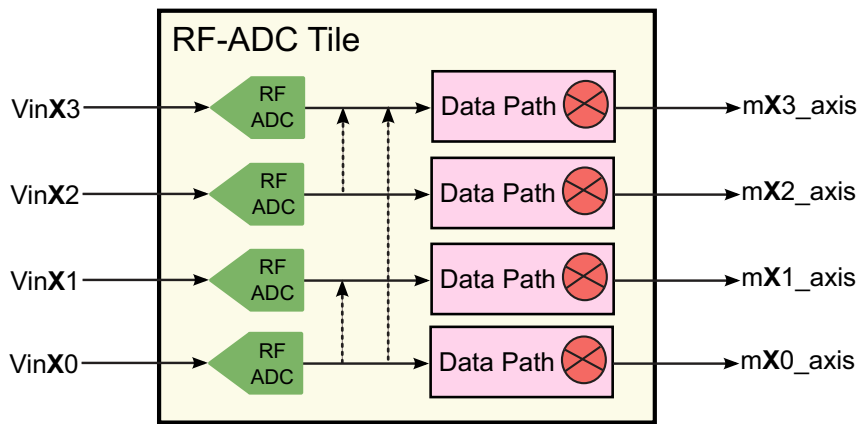 RF-ADC Tile
VinX3
RF
ADC
Data Path
mX3_axis
VinX2
RF
ADC
Data Path
mX2_axis
VinX1
RF
ADC
Data Path
mX1_axis
VinX0
RF
ADC
Data Path
mX0_axis